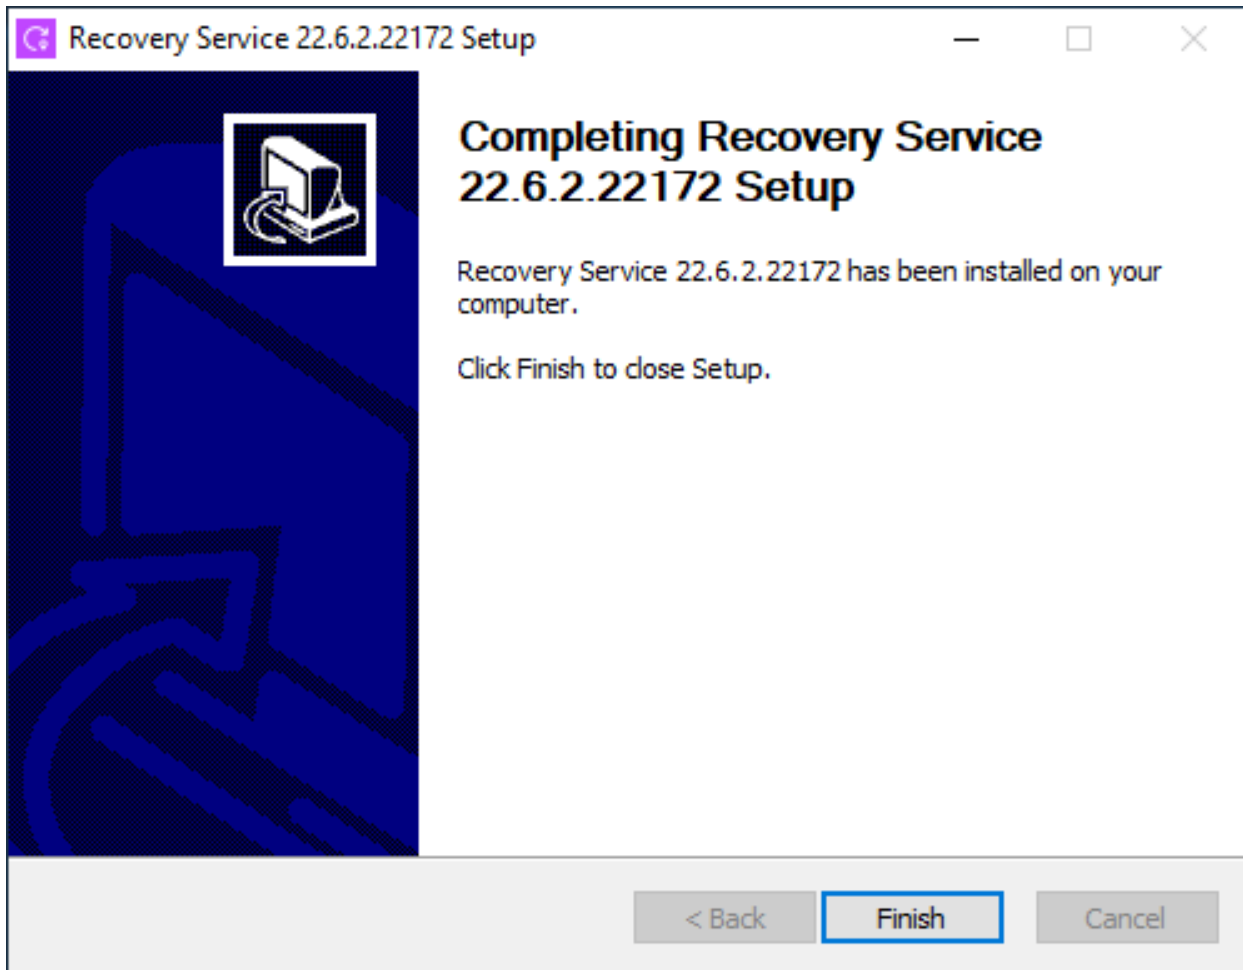 Recovery Service 22.6.2.22172 Setup
Completing Recovery Service
22.6.2.22172 Setup
Recovery Service 22.6.2.22172 has been installed on your
computer.
Click Finish to close Setup.
< Back
Finish
Cancel